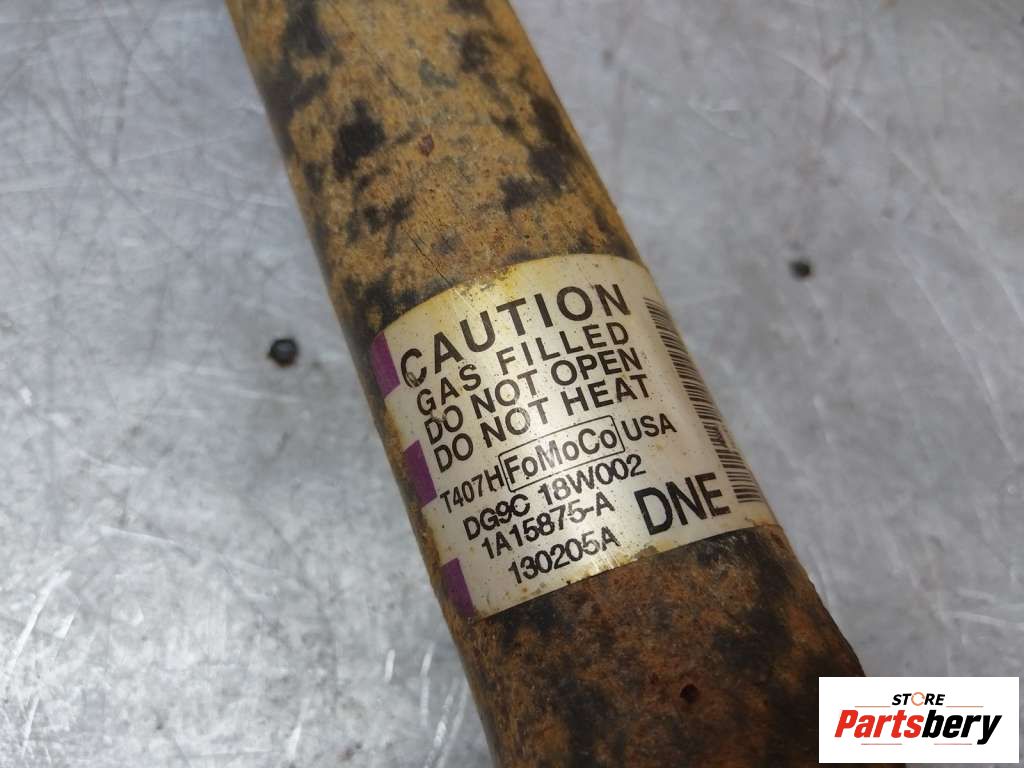 CAUTION
GAS FILLED
DO NOT OPEN
DO NOT HEAT
T407H FoMoCo USA
DG9C 18W002
1A15875-A
130205A
DNE
STORE
Partsbery